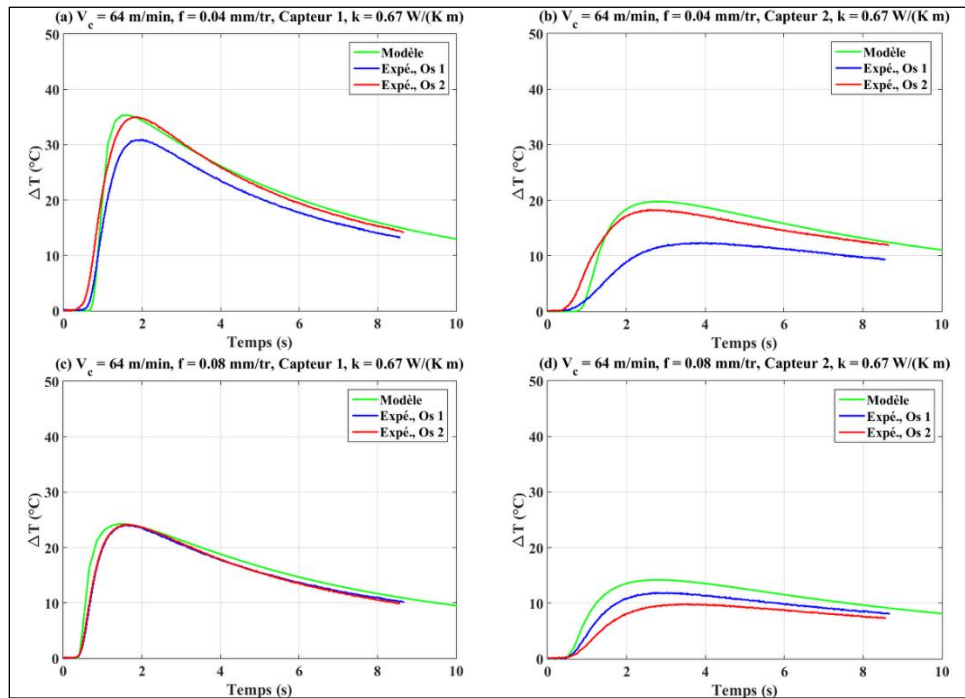 (a) V_c = 64 m/min, f = 0.04 mm/tr, Capteur 1, k = 0.67 W/(K m)
50
40
30
20
10
0
ΔT (°C)
Modèle
Expé., Os 1
Expé., Os 2
0 2 4 6 8 10
Temps (s)
(b) V_c = 64 m/min, f = 0.04 mm/tr, Capteur 2, k = 0.67 W/(K m)
50
40
30
20
10
0
ΔT (°C)
Modèle
Expé., Os 1
Expé., Os 2
0 2 4 6 8 10
Temps (s)
(c) V_c = 64 m/min, f = 0.08 mm/tr, Capteur 1, k = 0.67 W/(K m)
50
40
30
20
10
0
ΔT (°C)
Modèle
Expé., Os 1
Expé., Os 2
0 2 4 6 8 10
Temps (s)
(d) V_c = 64 m/min, f = 0.08 mm/tr, Capteur 2, k = 0.67 W/(K m)
50
40
30
20
10
0
ΔT (°C)
Modèle
Expé., Os 1
Expé., Os 2
0 2 4 6 8 10
Temps (s)